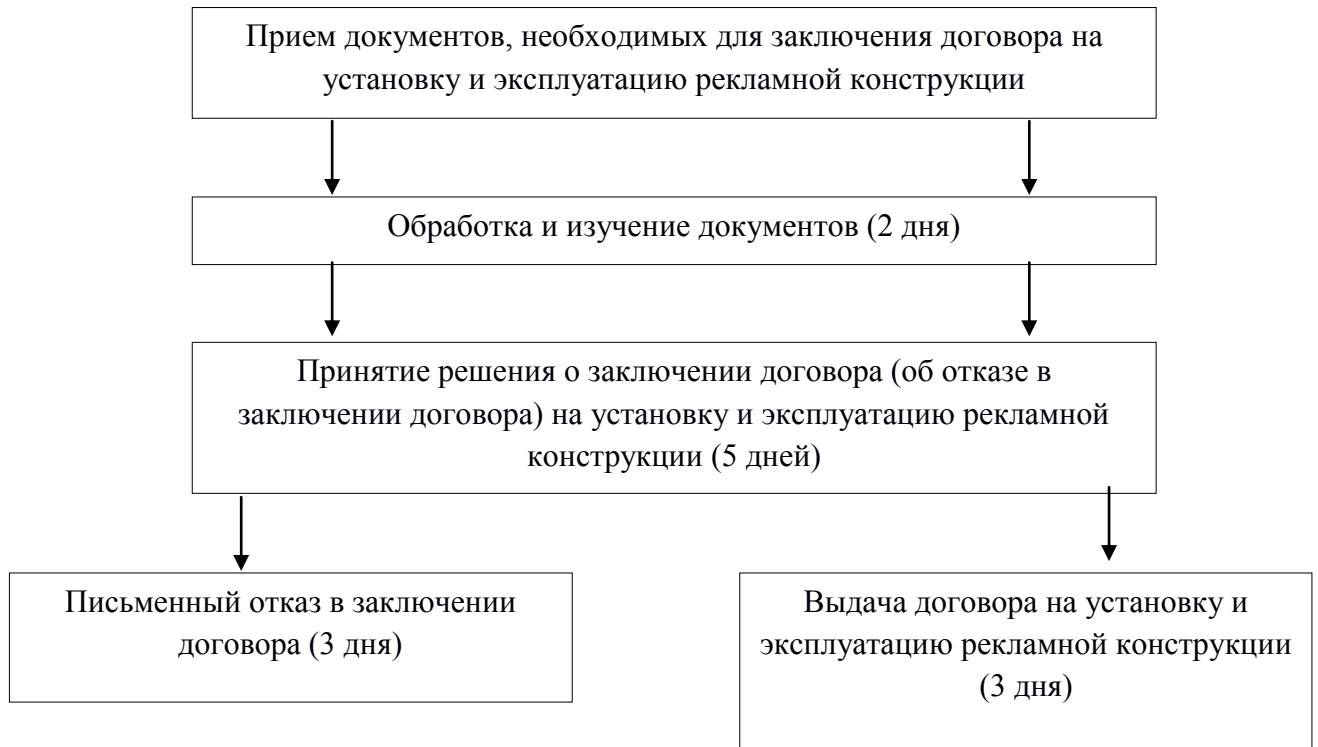 Прием документов, необходимых для заключения договора на
установку и эксплуатацию рекламной конструкции
Обработка и изучение документов (2 дня)
Принятие решения о заключении договора (об отказе в
заключении договора) на установку и эксплуатацию рекламной
конструкции (5 дней)
Письменный отказ в заключении
договора (3 дня)
Выдача договора на установку и
эксплуатацию рекламной конструкции
(3 дня)